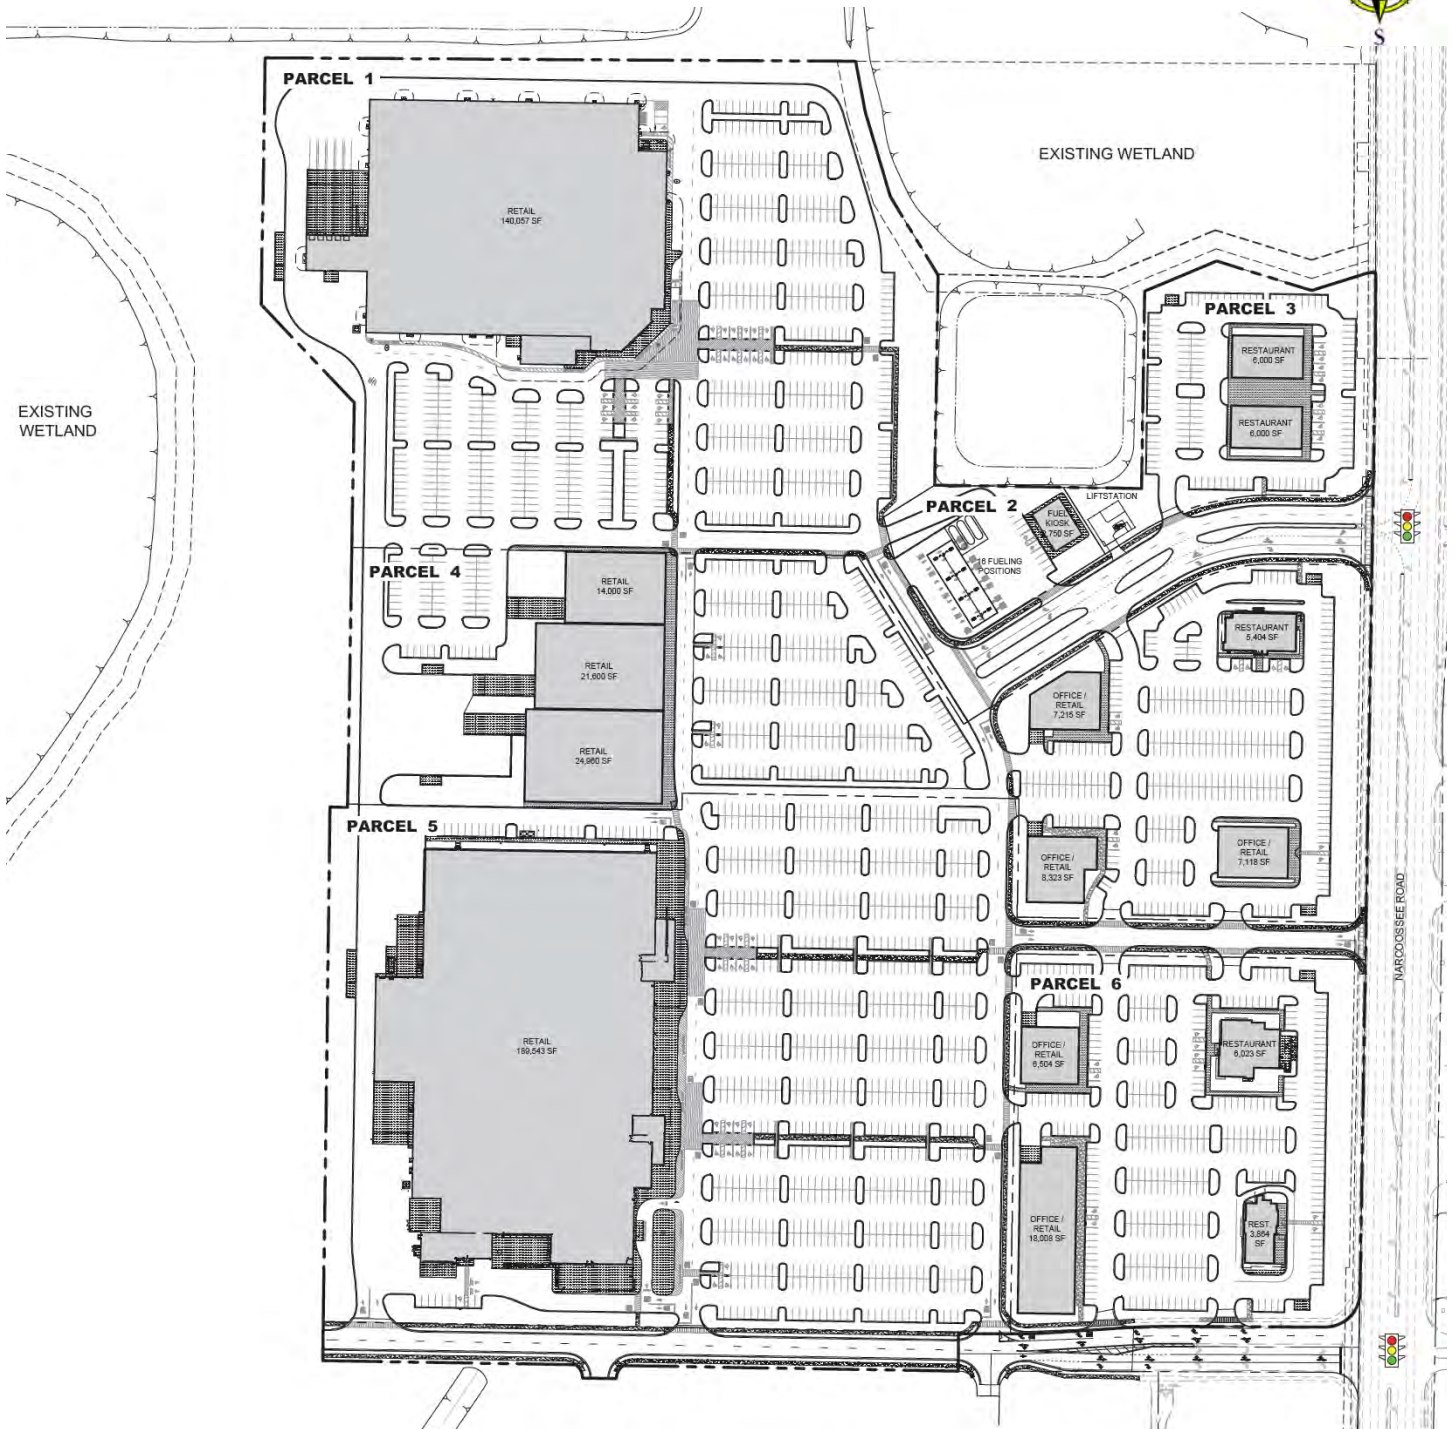 S
PARCEL 1
EXISTING WETLAND
RETAIL
140,057 SF
PARCEL 3
RESTAURANT
6,000 SF
EXISTING
WETLAND
RESTAURANT
6,000 SF
LIFTSTATION
PARCEL 2
FUEL
KIOSK
SF
16 FUELING
POSITIONS
PARCEL 4
RETAIL
14,000 SF
RESTAURANT
5,404 SF
RETAIL
21,600 SF
OFFICE /
RETAIL
7,215 SF
RETAIL
24,960 SF
PARCEL 5
OFFICE /
RETAIL
8,323 SF
OFFICE /
RETAIL
7,118 SF
NARCOOSSEE ROAD
PARCEL 6
RETAIL
189,543 SF
OFFICE /
RETAIL
6,504 SF
RESTAURANT
6,023 SF
OFFICE /
RETAIL
18,008 SF
REST.
3,864
SF